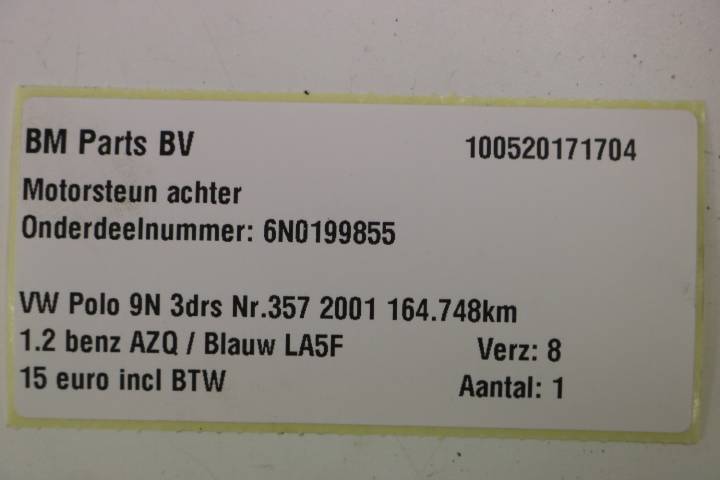 BM Parts BV 100520171704
Motorsteun achter
Onderdeelnummer: 6N0199855
VW Polo 9N 3drs Nr.357 2001 164.748km
1.2 benz AZQ / Blauw LA5F Verz: 8
15 euro incl BTW Aantal: 1